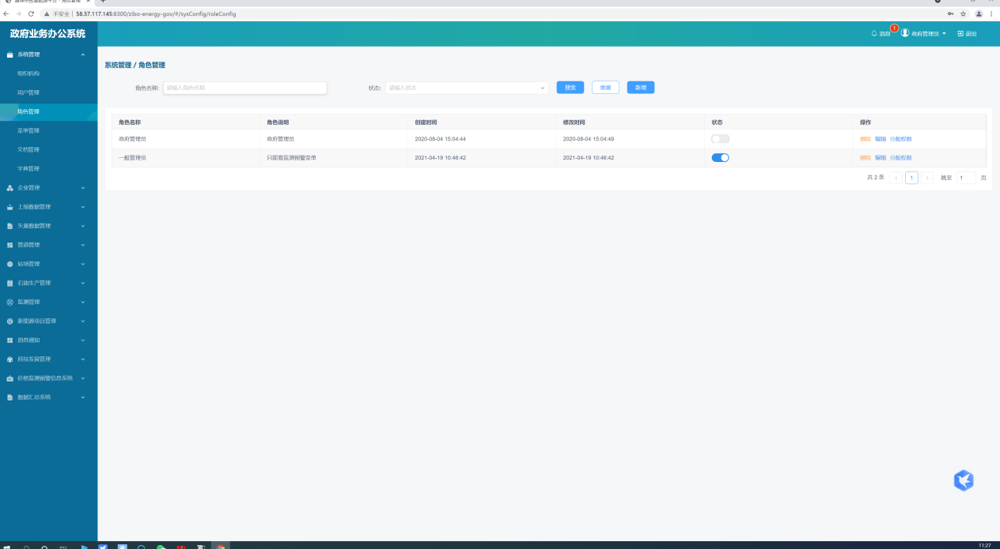 不安全 58.57.117.145:8300/zibo-energy-gov/#/sysConfig/roleConfig
政府业务办公系统
消息 1 政府管理员 退出
系统管理
组织机构
用户管理
角色管理
菜单管理
文档管理
字典管理
企业管理
上报数据管理
矢量数据管理
管道管理
站场管理
石油生产管理
监测管理
新能源项目管理
消息通知
科技发展管理
价格监测预警信息系统
数据汇总系统
系统管理 / 角色管理
角色名称: 请输入角色名称 状态: 请输入状态 搜索 重置 新增
角色名称 角色说明 创建时间 修改时间 状态 操作
政府管理员 政府管理员 2020-08-04 15:04:44 2020-08-04 15:04:49 删除 编辑 分配权限
一般管理员 只能看监测预警菜单 2021-04-19 10:46:42 2021-04-19 10:46:42 删除 编辑 分配权限
共 2 条 1 跳至 1 页
11:27